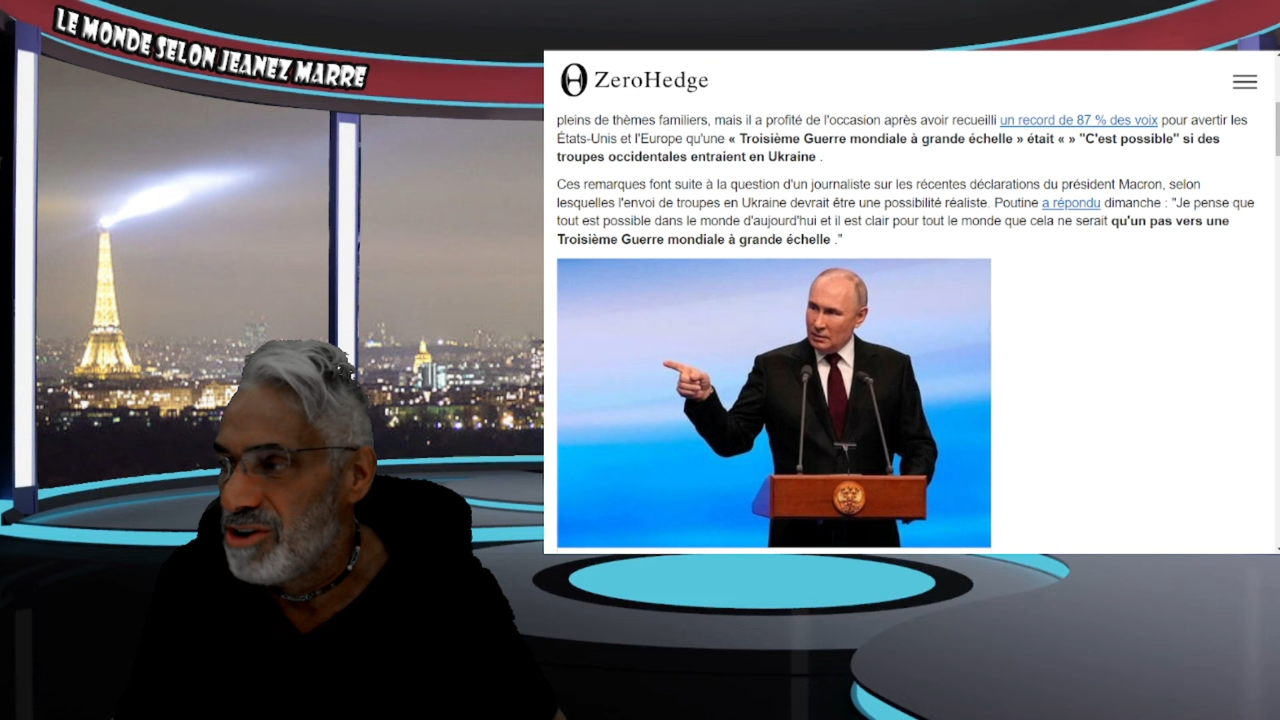 LE MONDE SELON JEANEZ MARRE
ZeroHedge
pleins de thèmes familiers, mais il a profité de l'occasion après avoir recueilli un record de 87 % des voix pour avertir les
États-Unis et l'Europe qu'une « Troisième Guerre mondiale à grande échelle » était « » "C'est possible" si des
troupes occidentales entraient en Ukraine .
Ces remarques font suite à la question d'un journaliste sur les récentes déclarations du président Macron, selon
lesquelles l'envoi de troupes en Ukraine devrait être une possibilité réaliste. Poutine a répondu dimanche : "Je pense que
tout est possible dans le monde d'aujourd'hui et il est clair pour tout le monde que cela ne serait qu'un pas vers une
Troisième Guerre mondiale à grande échelle ."